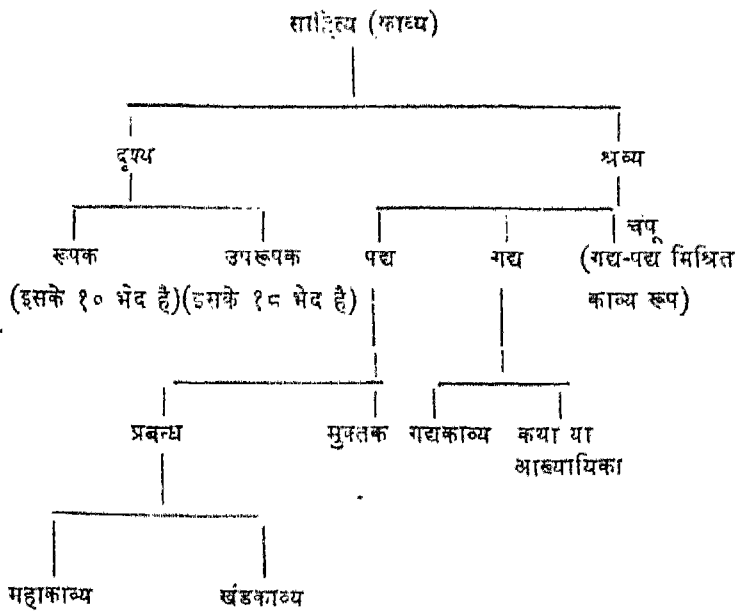 साहित्य (काव्य)
दृश्य श्रव्य
रूपक उपरूपक पद्य गद्य चंपू
(इसके १० भेद है) (इसके १८ भेद है) (गद्य-पद्य मिश्रित
काव्य रूप)
प्रबन्ध मुक्तक गद्यकाव्य कथा या
आख्यायिका
महाकाव्य खंडकाव्य